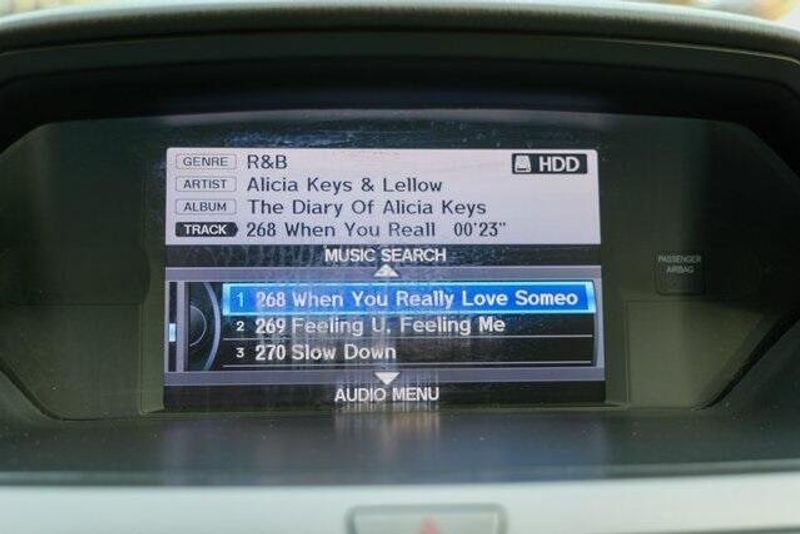 GENRE R&B HDD
ARTIST Alicia Keys & Lellow
ALBUM The Diary Of Alicia Keys
TRACK 268 When You Reall 00'23"
MUSIC SEARCH
1 268 When You Really Love Someo
2 269 Feeling U, Feeling Me
3 270 Slow Down
AUDIO MENU
PASSENGER
AIRBAG